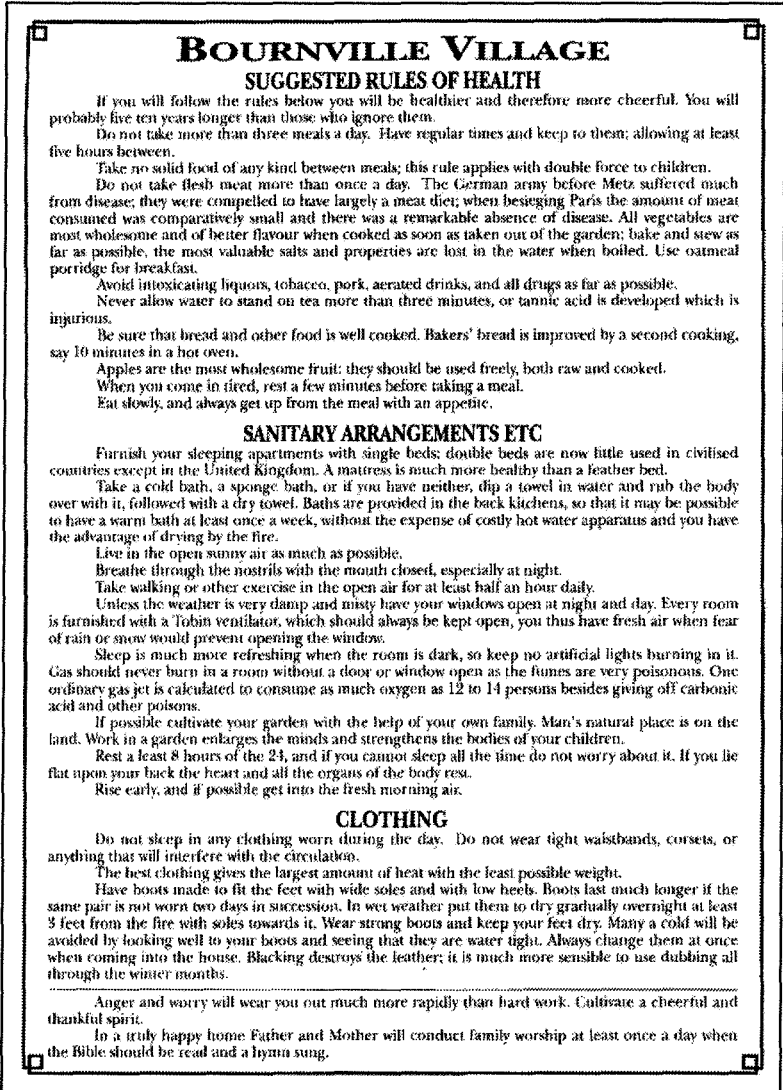 BOURNVILLE VILLAGE
SUGGESTED RULES OF HEALTH
If you will follow the rules below you will be healthier and therefore more cheerful. You will
probably live ten years longer than those who ignore them.
Do not take more than three meals a day. Have regular times and keep to them; allowing at least
five hours between.
Take no solid food of any kind between meals; this rule applies with double force to children.
Do not take flesh meat more than once a day. The German army before Metz suffered much
from disease; they were compelled to have largely a meat diet; when besieging Paris the amount of meat
consumed was comparatively small and there was a remarkable absence of disease. All vegetables are
most wholesome and of better flavour when cooked as soon as taken out of the garden; bake and stew as
far as possible, the most valuable salts and properties are lost in the water when boiled. Use oatmeal
porridge for breakfast.
Avoid intoxicating liquors, tobacco, pork, aerated drinks, and all drugs as far as possible.
Never allow water to stand on tea more than three minutes, or tannic acid is developed which is
injurious.
Be sure that bread and other food is well cooked. Bakers' bread is improved by a second cooking,
say 10 minutes in a hot oven.
Apples are the most wholesome fruit: they should be used freely, both raw and cooked.
When you come in tired, rest a few minutes before taking a meal.
Eat slowly, and always get up from the meal with an appetite.
SANITARY ARRANGEMENTS ETC
Furnish your sleeping apartments with single beds; double beds are now little used in civilised
countries except in the United Kingdom. A mattress is much more healthy than a feather bed.
Take a cold bath, a sponge bath, or if you have neither, dip a towel in water and rub the body
over with it, followed with a dry towel. Baths are provided in the back kitchens, so that it may be possible
to have a warm bath at least once a week, without the expense of costly hot water apparatus and you have
the advantage of drying by the fire.
Live in the open sunny air as much as possible.
Breathe through the nostrils with the mouth closed, especially at night.
Take walking or other exercise in the open air for at least half an hour daily.
Unless the weather is very damp and misty have your windows open at night and day. Every room
is furnished with a Tobin ventilator, which should always be kept open, you thus have fresh air when fear
of rain or snow would prevent opening the window.
Sleep is much more refreshing when the room is dark, so keep no artificial lights burning in it.
Gas should never burn in a room without a door or window open as the fumes are very poisonous. One
ordinary gas jet is calculated to consume as much oxygen as 12 to 14 persons besides giving off carbonic
acid and other poisons.
If possible cultivate your garden with the help of your own family. Man's natural place is on the
land. Work in a garden enlarges the minds and strengthens the bodies of your children.
Rest a least 8 hours of the 24, and if you cannot sleep all the time do not worry about it. If you lie
flat upon your back the heart and all the organs of the body rest.
Rise early, and if possible get into the fresh morning air.
CLOTHING
Do not sleep in any clothing worn during the day. Do not wear tight waistbands, corsets, or
anything that will interfere with the circulation.
The best clothing gives the largest amount of heat with the least possible weight.
Have boots made to fit the feet with wide soles and with low heels. Boots last much longer if the
same pair is not worn two days in succession. In wet weather put them to dry gradually overnight at least
3 feet from the fire with soles towards it. Wear strong boots and keep your feet dry. Many a cold will be
avoided by looking well to your boots and seeing that they are water tight. Always change them at once
when coming into the house. Blacking destroys the leather; it is much more sensible to use dubbing all
through the winter months.
Anger and worry will wear you out much more rapidly than hard work. Cultivate a cheerful and
thankful spirit.
In a truly happy home Father and Mother will conduct family worship at least once a day when
the Bible should be read and a hymn sung.